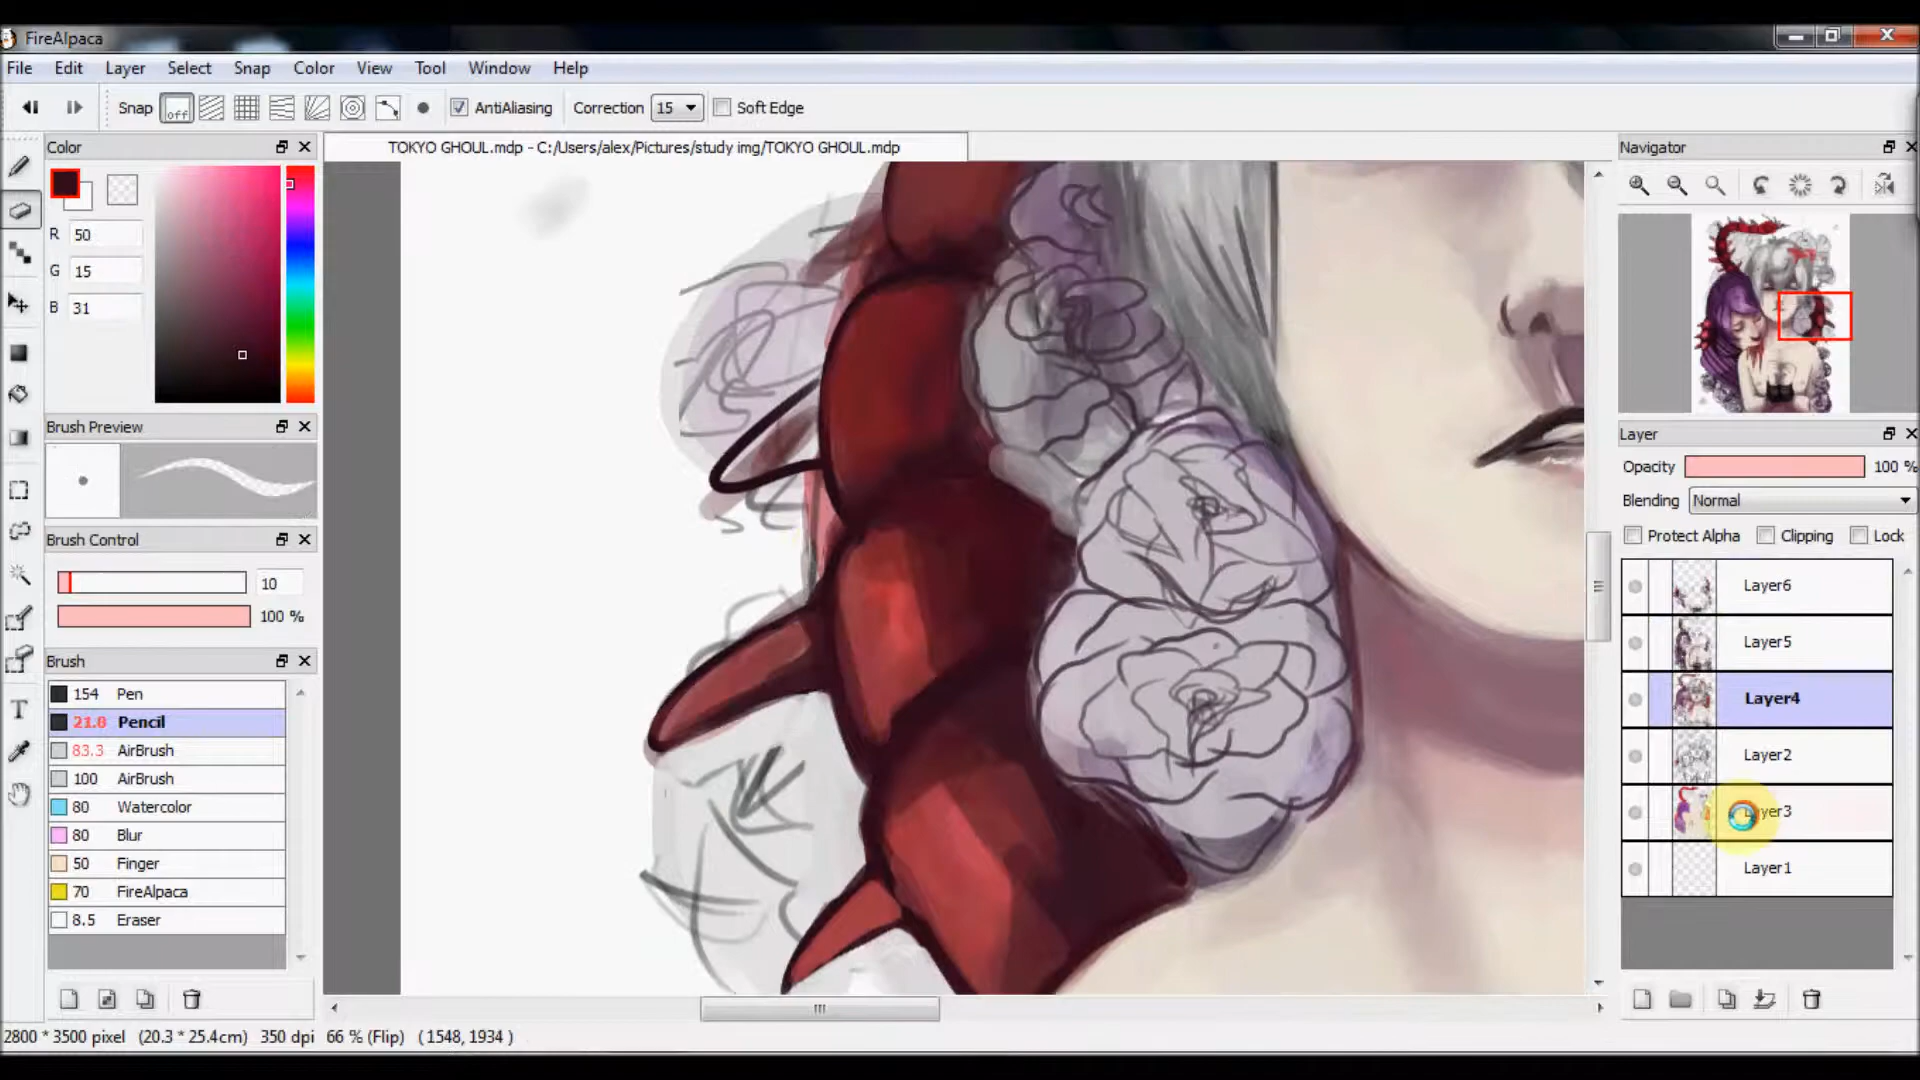 FireAlpaca
File Edit Layer Select Snap Color View Tool Window Help
Snap off AntiAliasing Correction 15 Soft Edge
Color
TOKYO GHOUL.mdp - C:/Users/alex/Pictures/study img/TOKYO GHOUL.mdp
Navigator
R 50
G 15
B 31
Brush Preview
Brush Control
10
100 %
Brush
154 Pen
21.8 Pencil
83.3 AirBrush
100 AirBrush
80 Watercolor
80 Blur
50 Finger
70 FireAlpaca
8.5 Eraser
Layer
Opacity 100 %
Blending Normal
Protect Alpha Clipping Lock
Layer6
Layer5
Layer4
Layer2
Layer3
Layer1
T
2800 * 3500 pixel (20.3 * 25.4cm) 350 dpi 66 % (Flip) ( 1548, 1934 )